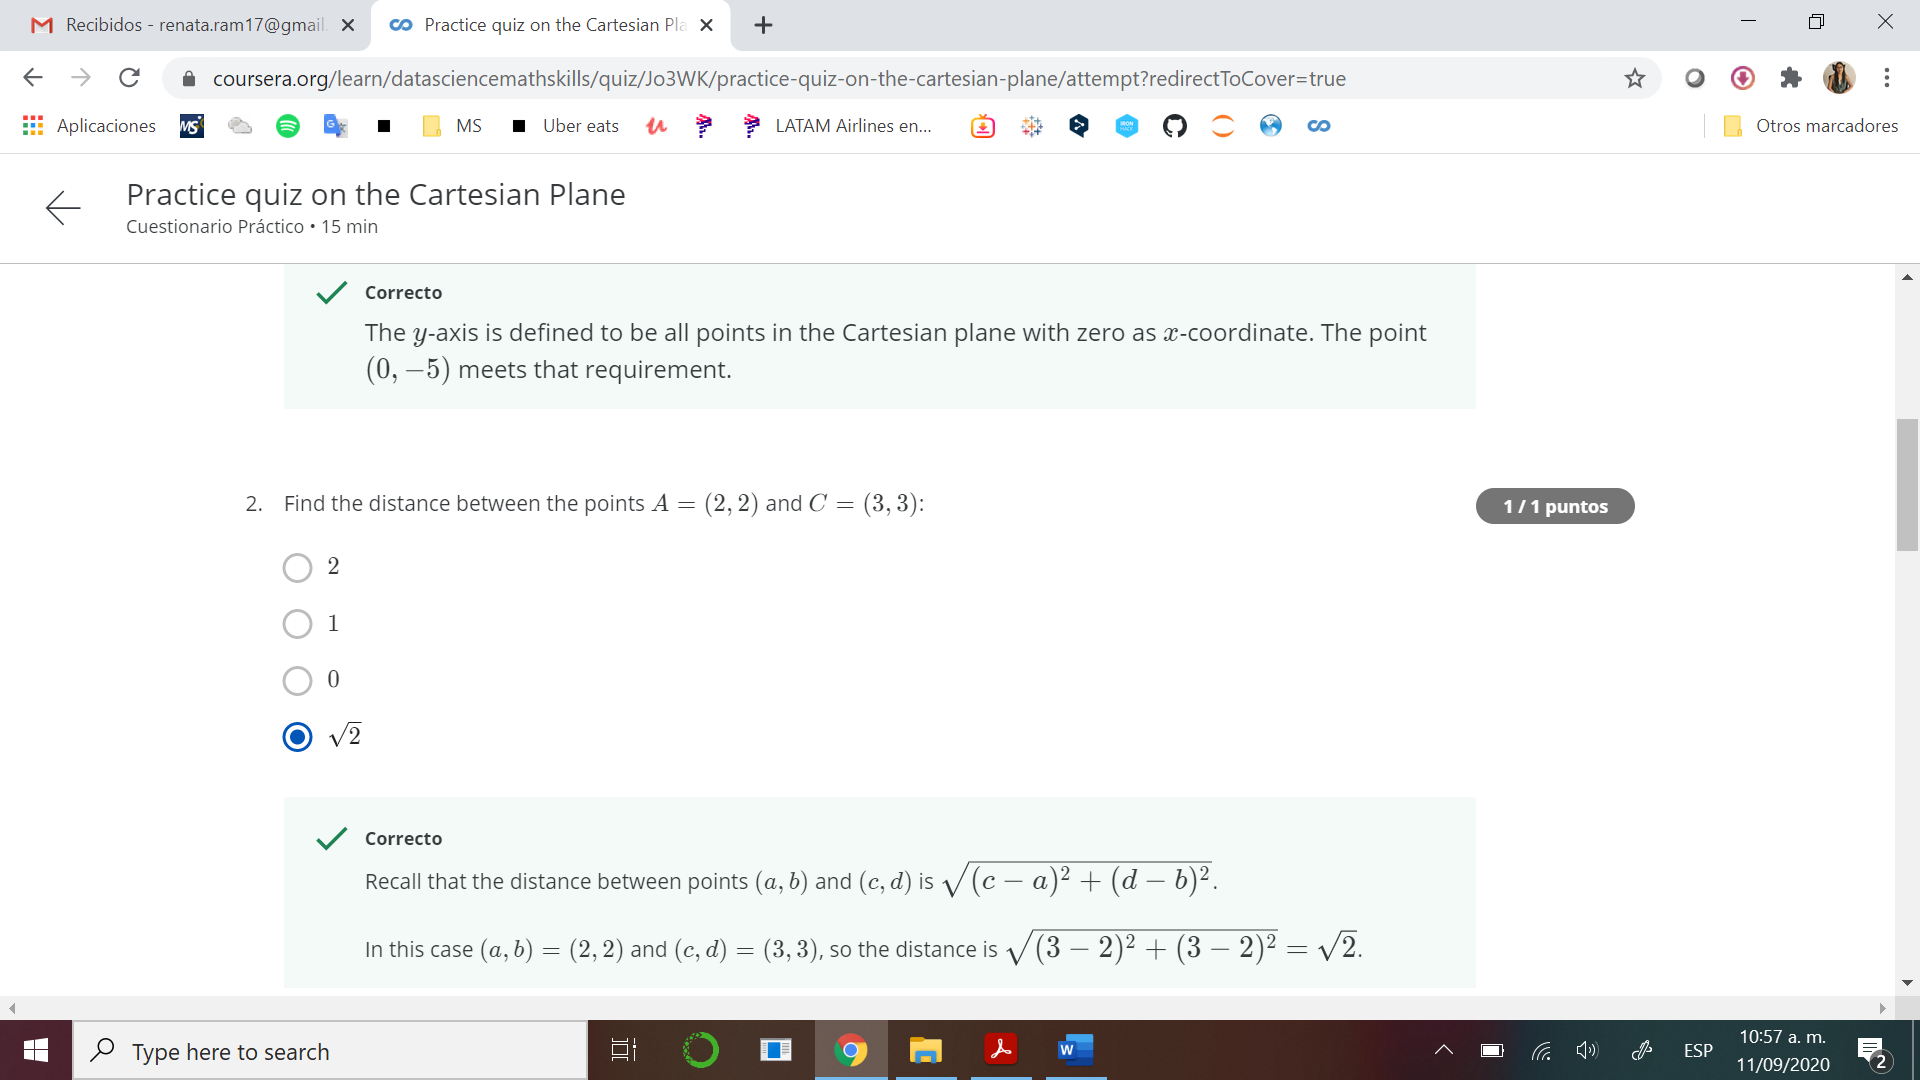 Recibidos - renata.ram17@gmail.
Practice quiz on the Cartesian Pla
coursera.org/learn/datasciencemathskills/quiz/Jo3WK/practice-quiz-on-the-cartesian-plane/attempt?redirectToCover=true
Aplicaciones
MS
Uber eats
LATAM Airlines en...
Otros marcadores
Practice quiz on the Cartesian Plane
Cuestionario Práctico • 15 min
Correcto
The y-axis is defined to be all points in the Cartesian plane with zero as x-coordinate. The point
(0, −5) meets that requirement.
2. Find the distance between the points A = (2, 2) and C = (3, 3):
1 / 1 puntos
2
1
0
√2
Correcto
Recall that the distance between points (a, b) and (c, d) is √(c − a)² + (d − b)².
In this case (a, b) = (2, 2) and (c, d) = (3, 3), so the distance is √(3 − 2)² + (3 − 2)² = √2.
Type here to search
ESP
10:57 a. m.
11/09/2020
2